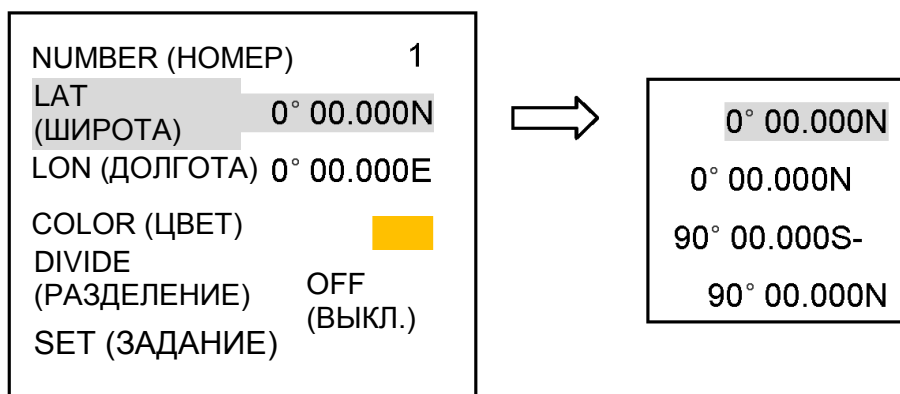 NUMBER (НОМЕР) 1
LAT
(ШИРОТА) 0° 00.000N
LON (ДОЛГОТА) 0° 00.000E
COLOR (ЦВЕТ)
DIVIDE
(РАЗДЕЛЕНИЕ) OFF
(ВЫКЛ.)
SET (ЗАДАНИЕ)
0° 00.000N
0° 00.000N
90° 00.000S-
90° 00.000N